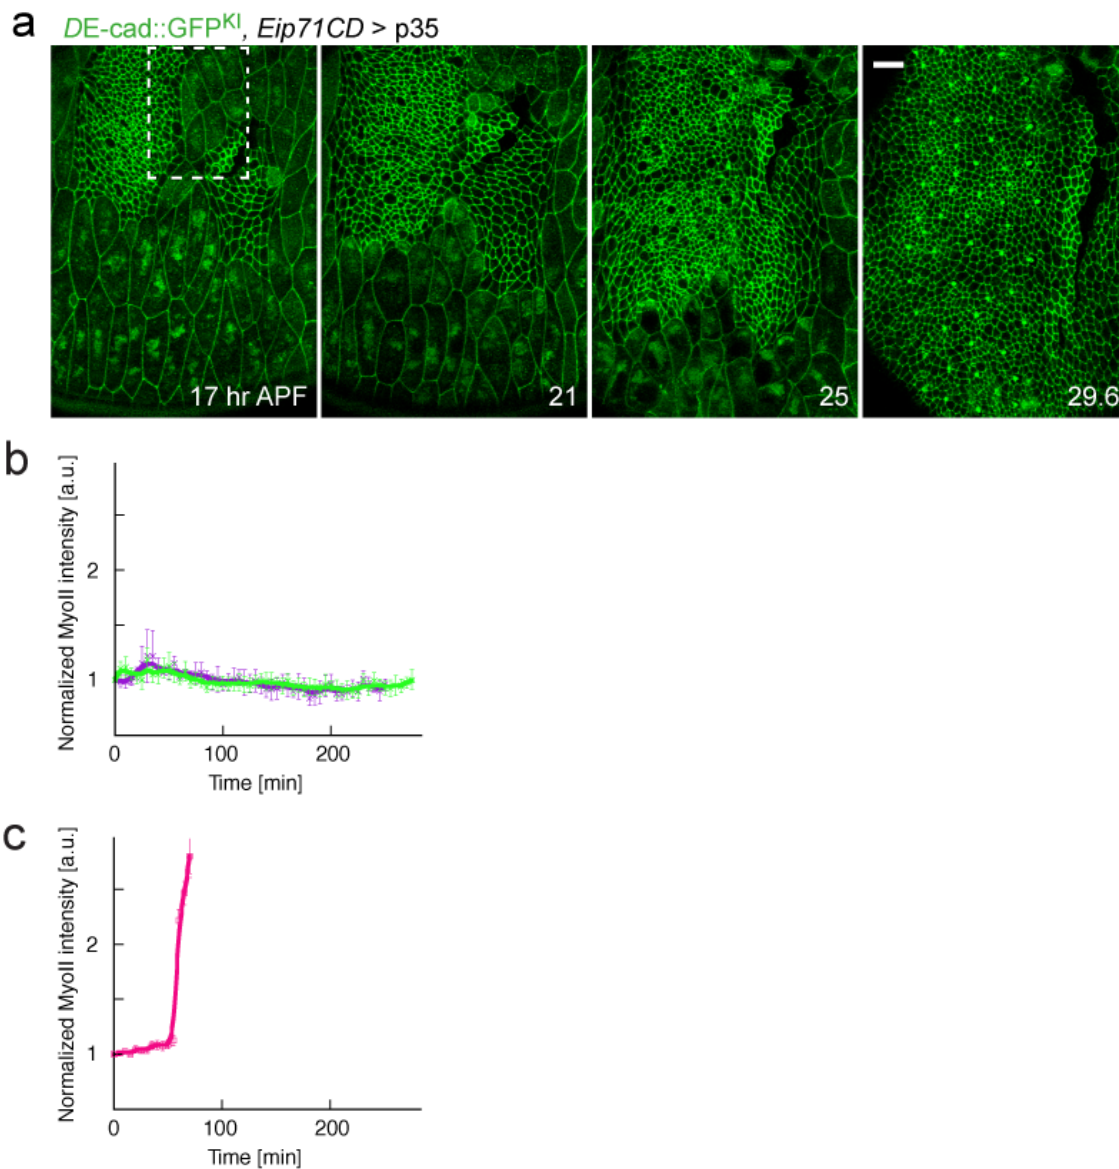 a
DE-cad::GFPKI, Eip71CD > p35
17 hr APF
21
25
29.6
b
Normalized MyoII intensity [a.u.]
2
1
0
100
200
Time [min]
c
Normalized MyoII intensity [a.u.]
2
1
0
100
200
Time [min]